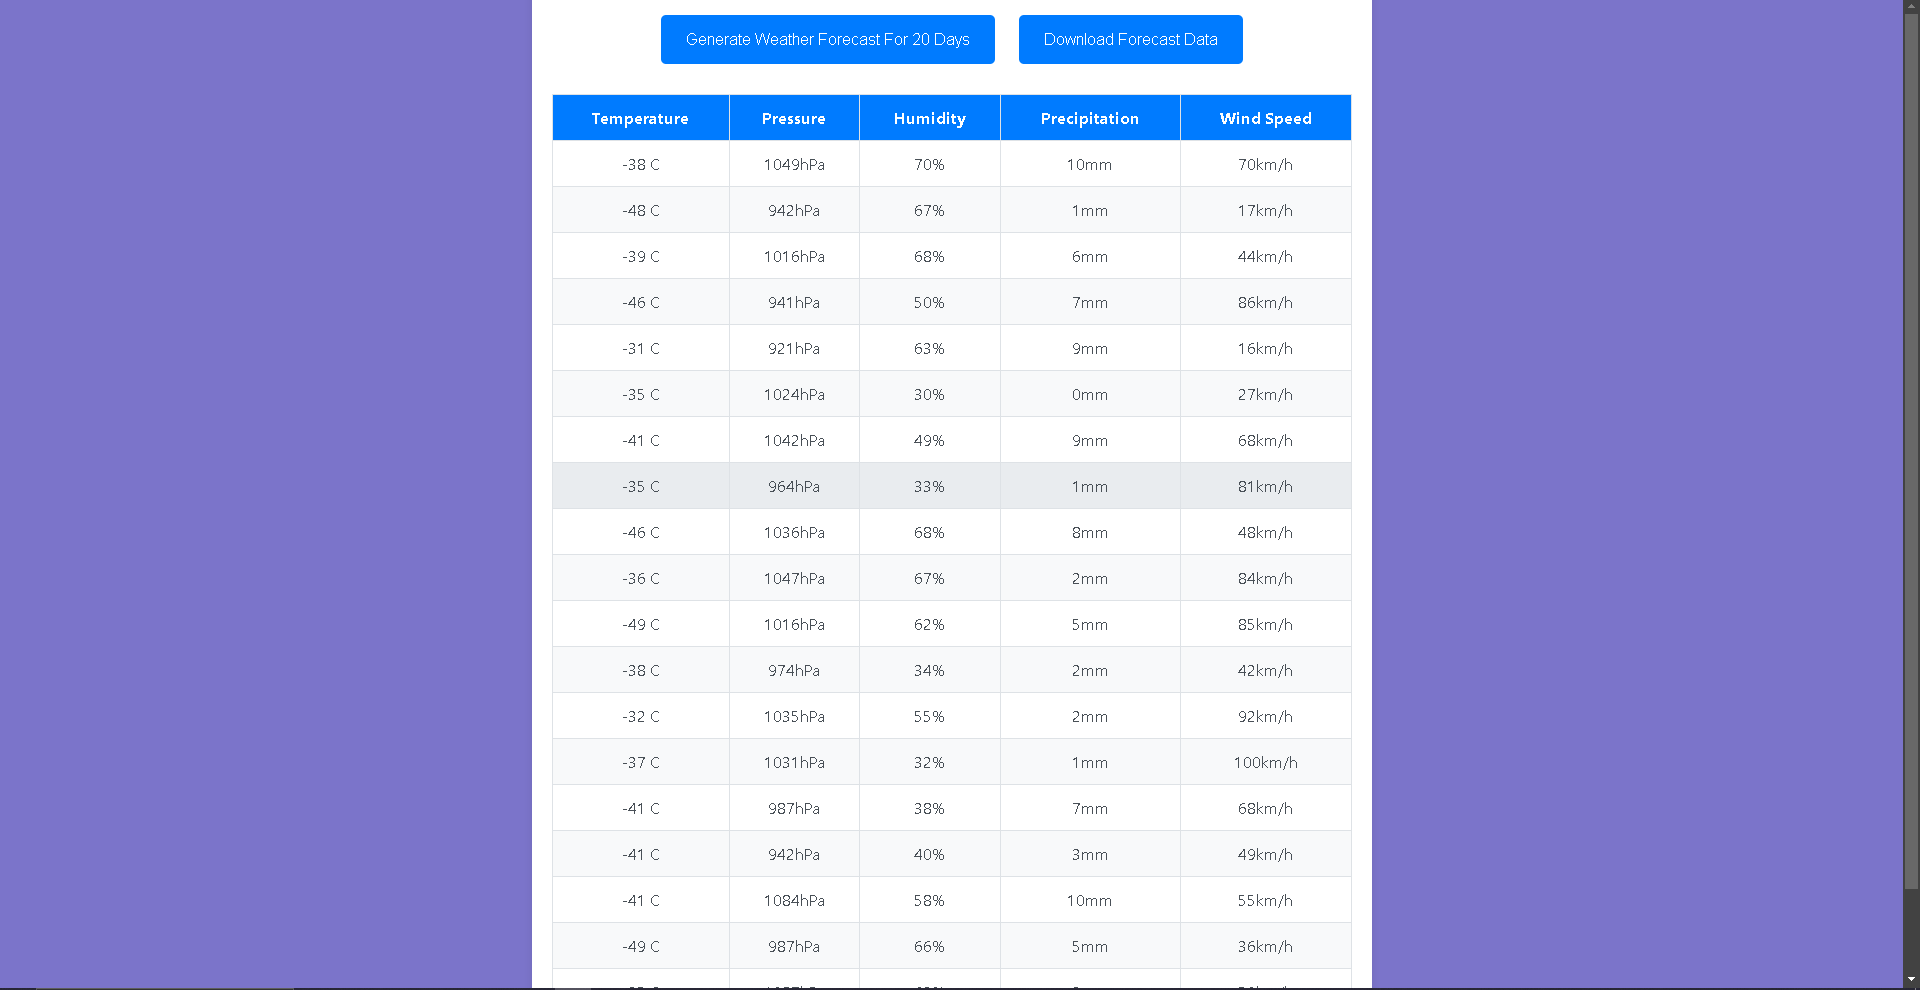 Generate Weather Forecast For 20 Days Download Forecast Data
Temperature Pressure Humidity Precipitation Wind Speed
-38 C 1049hPa 70% 10mm 70km/h
-48 C 942hPa 67% 1mm 17km/h
-39 C 1016hPa 68% 6mm 44km/h
-46 C 941hPa 50% 7mm 86km/h
-31 C 921hPa 63% 9mm 16km/h
-35 C 1024hPa 30% 0mm 27km/h
-41 C 1042hPa 49% 9mm 68km/h
-35 C 964hPa 33% 1mm 81km/h
-46 C 1036hPa 68% 8mm 48km/h
-36 C 1047hPa 67% 2mm 84km/h
-49 C 1016hPa 62% 5mm 85km/h
-38 C 974hPa 34% 2mm 42km/h
-32 C 1035hPa 55% 2mm 92km/h
-37 C 1031hPa 32% 1mm 100km/h
-41 C 987hPa 38% 7mm 68km/h
-41 C 942hPa 40% 3mm 49km/h
-41 C 1084hPa 58% 10mm 55km/h
-49 C 987hPa 66% 5mm 36km/h